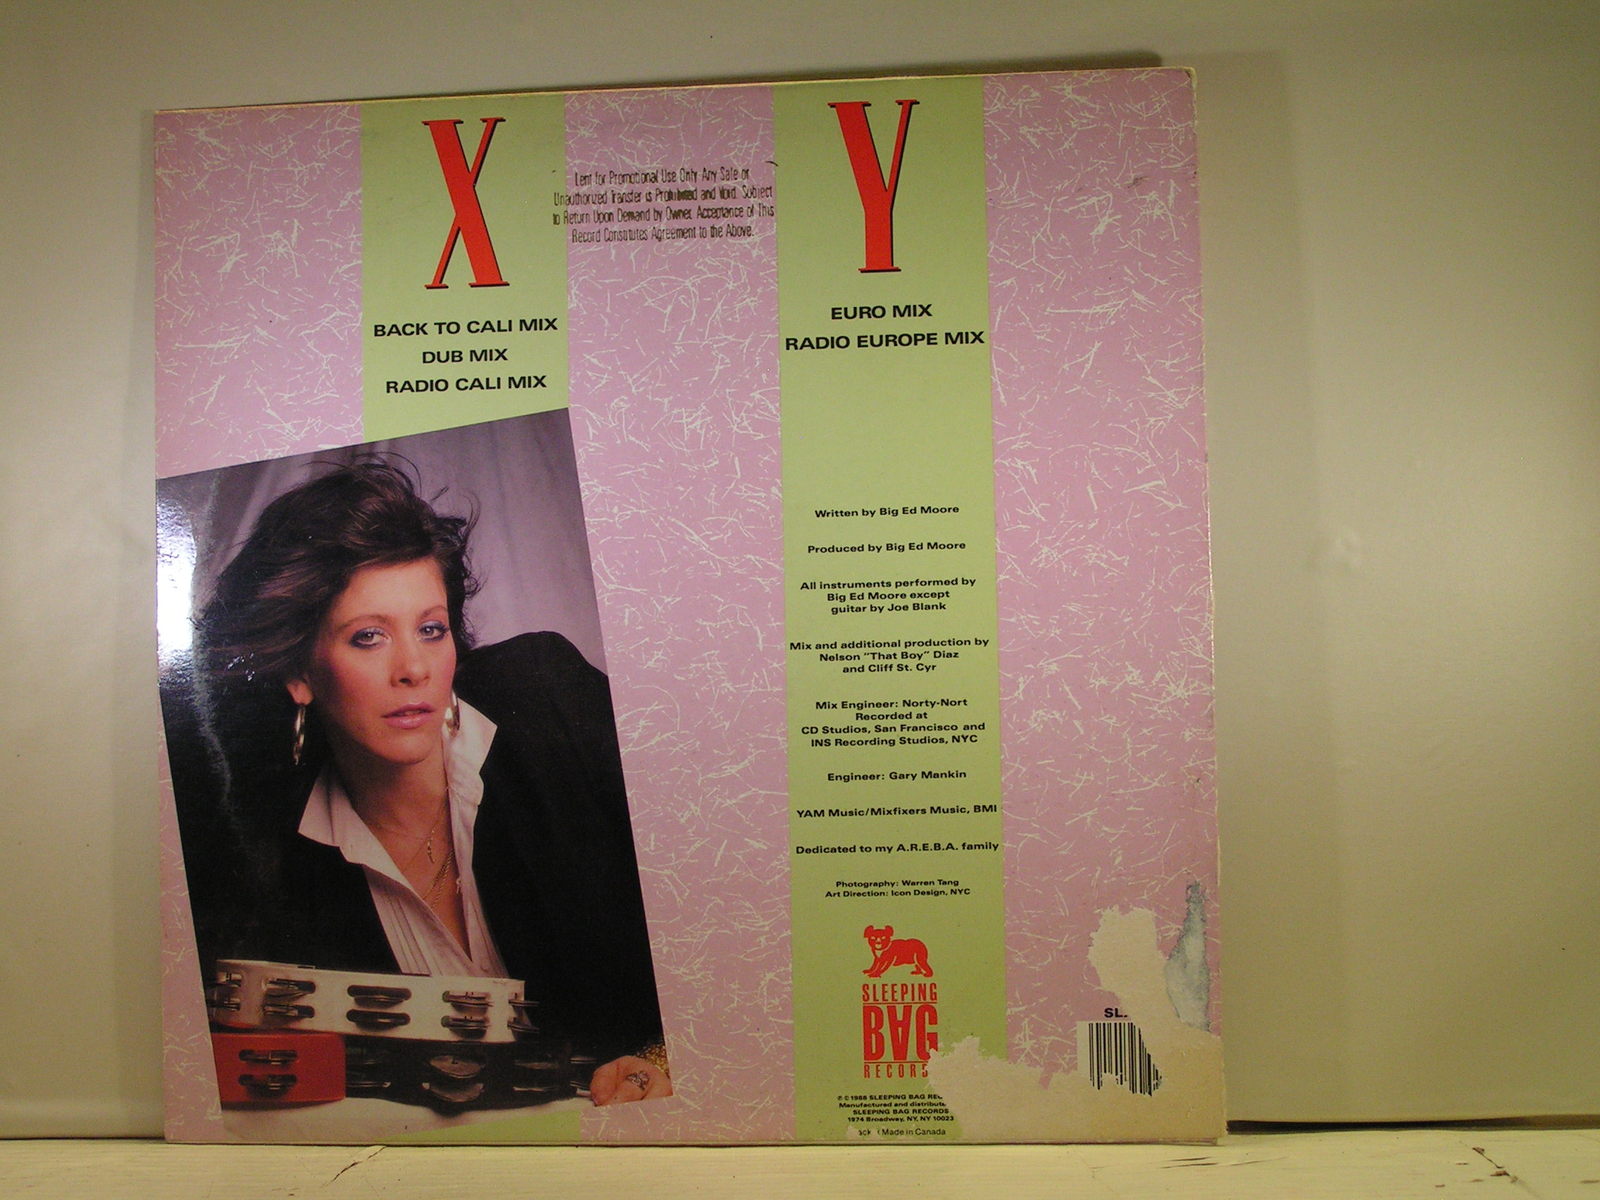 X
BACK TO CALI MIX
DUB MIX
RADIO CALI MIX
Lent for Promotional Use Only Any Sale or
Unauthorized Transfer is Prohibited and Void. Subject
to Return Upon Demand by Owner. Acceptance of This
Record Constitutes Agreement to the Above.
Y
EURO MIX
RADIO EUROPE MIX
Written by Big Ed Moore
Produced by Big Ed Moore
All instruments performed by
Big Ed Moore except
guitar by Joe Blank
Mix and additional production by
Nelson "That Boy" Diaz
and Cliff St. Cyr
Mix Engineer: Norty-Nort
Recorded at
CD Studios, San Francisco and
INS Recording Studios, NYC
Engineer: Gary Mankin
YAM Music/Mixfixers Music, BMI
Dedicated to my A.R.E.B.A. family
Photography: Warren Tang
Art Direction: Icon Design, NYC
SLEEPING
BAG
RECORDS
℗ © 1988 SLEEPING BAG
Manufactured and
SLEEPING BAG RECORDS
1974 Broadway, NY, NY 10023
Made in Canada
SL